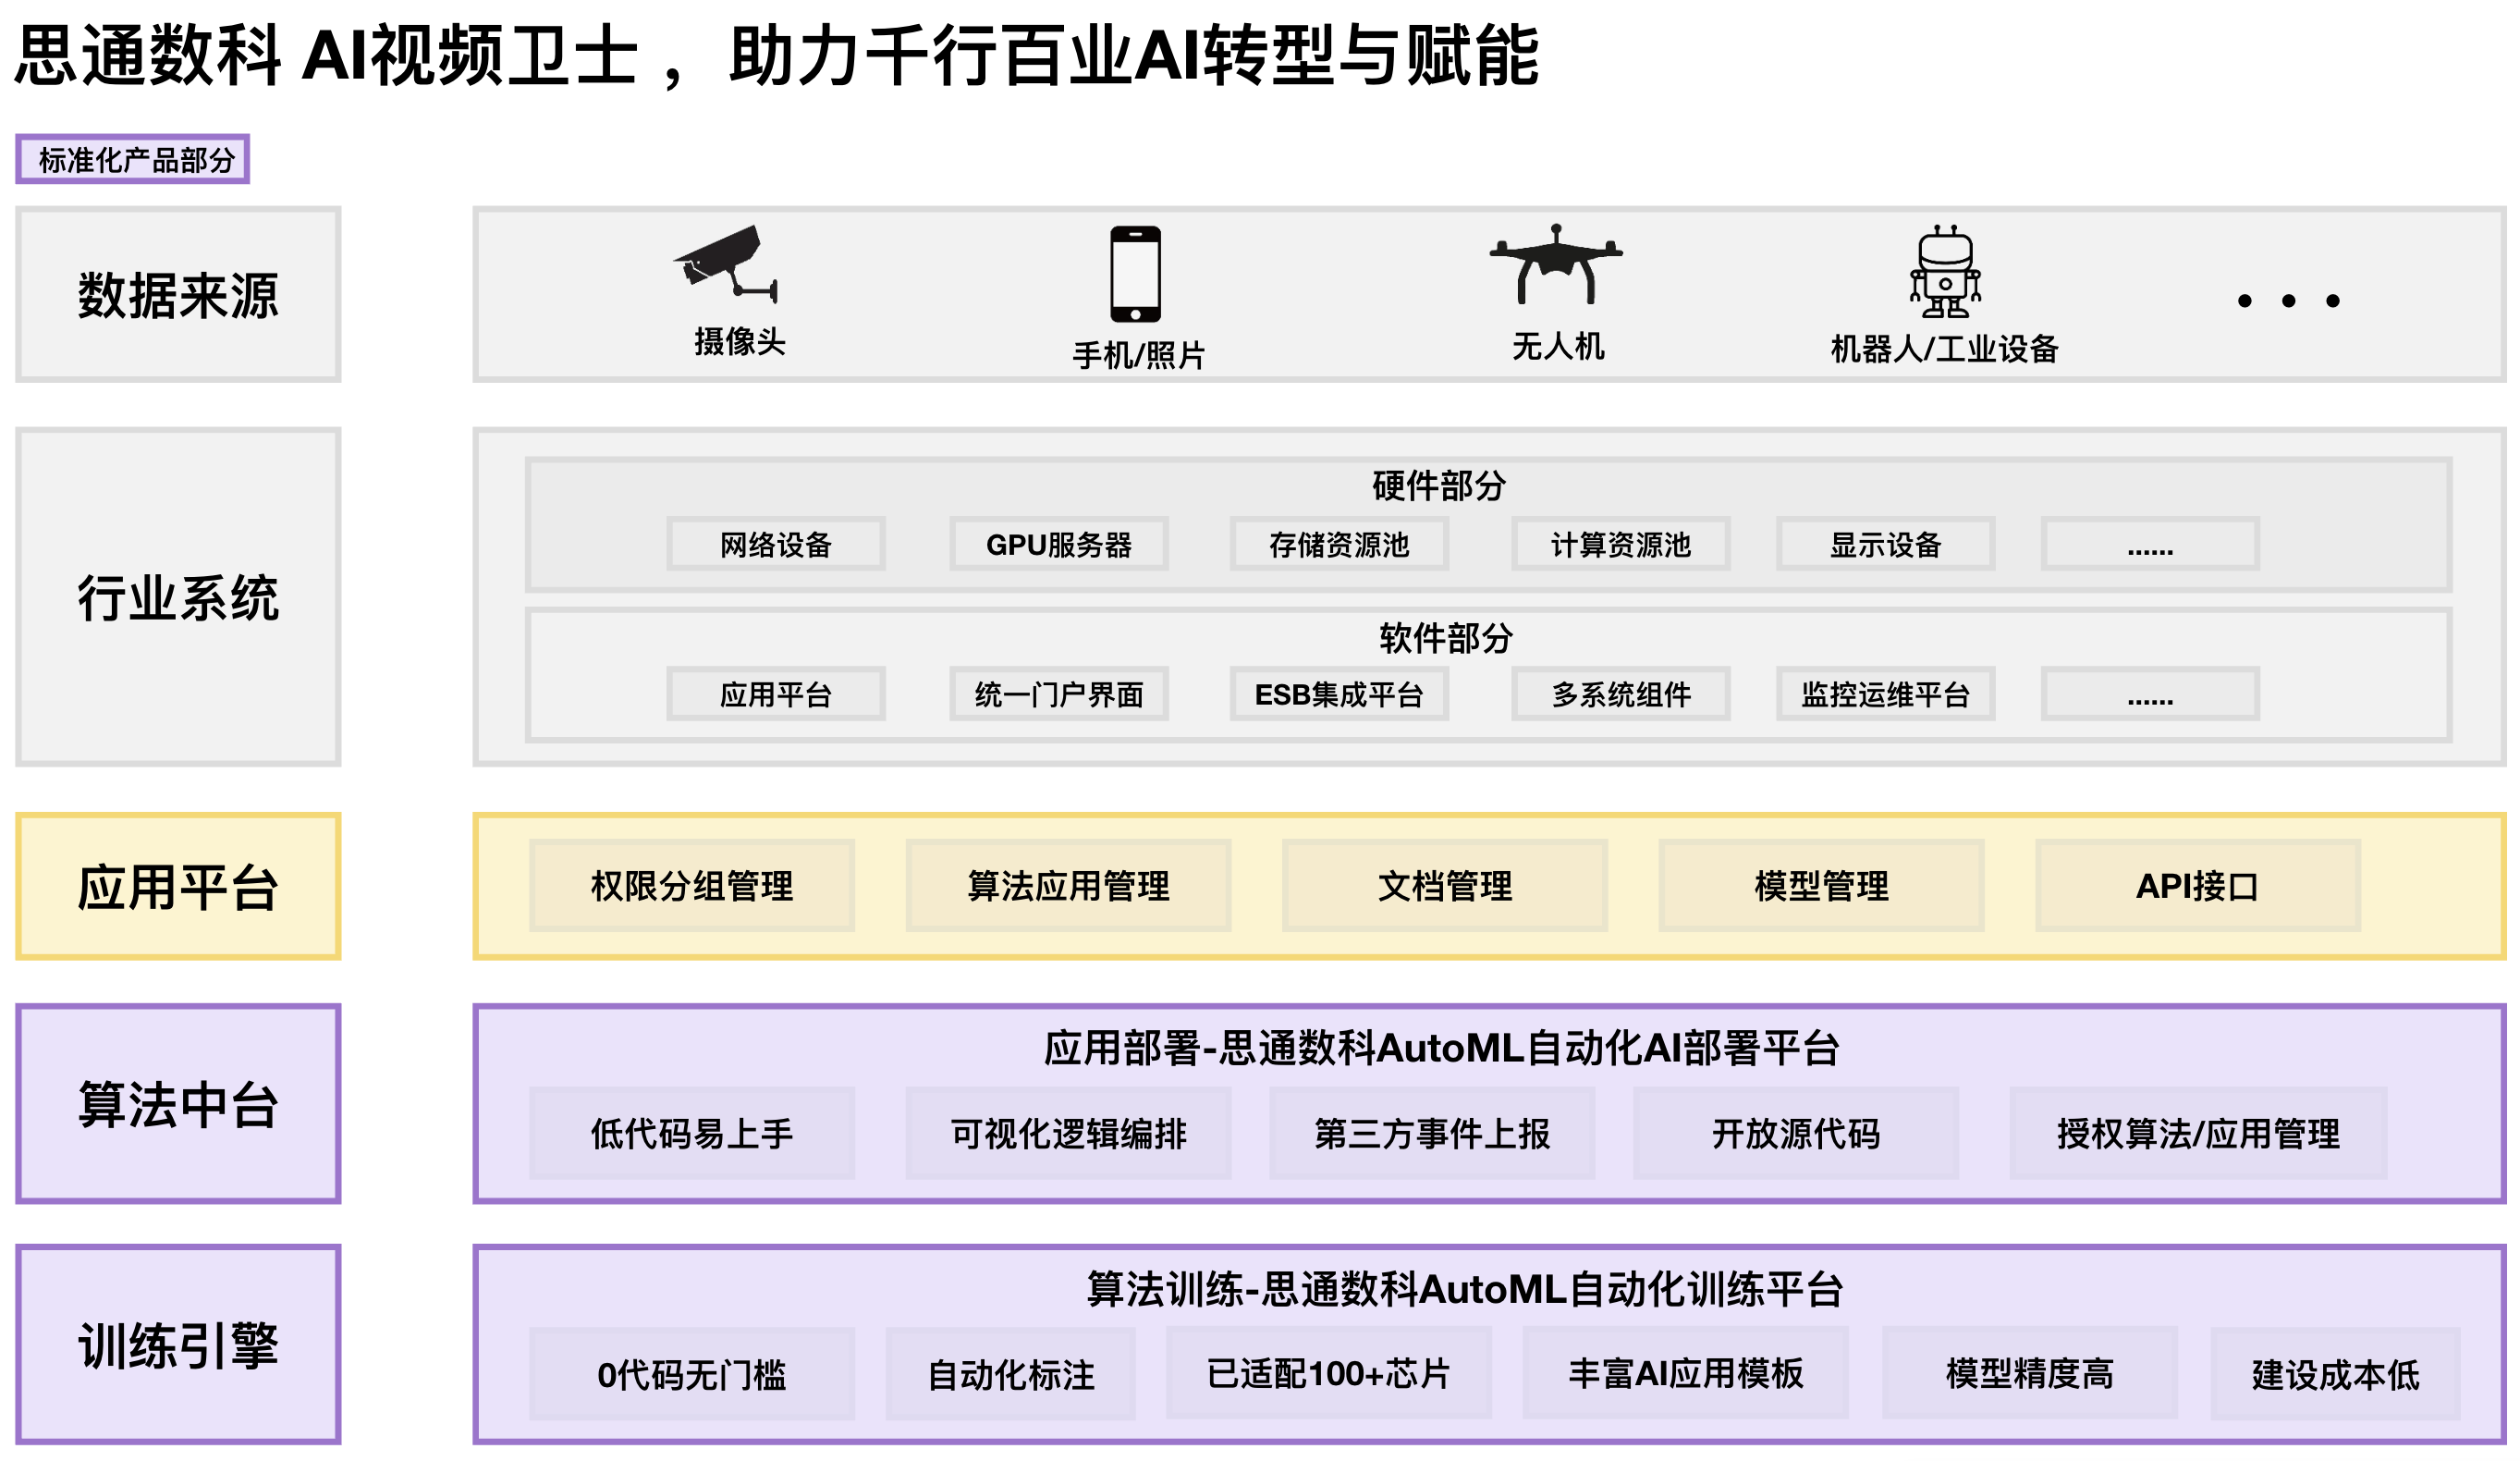 思通数科 AI视频卫士，助力千行百业AI转型与赋能
标准化产品部分
数据来源
摄像头
手机/照片
无人机
机器人/工业设备
• • •
行业系统
硬件部分
网络设备
GPU服务器
存储资源池
计算资源池
显示设备
......
软件部分
应用平台
统一门户界面
ESB集成平台
多系统组件
监控运维平台
......
应用平台
权限分组管理
算法应用管理
文档管理
模型管理
API接口
算法中台
应用部署-思通数科AutoML自动化AI部署平台
低代码易上手
可视化逻辑编排
第三方事件上报
开放源代码
授权算法/应用管理
训练引擎
算法训练-思通数科AutoML自动化训练平台
0代码无门槛
自动化标注
已适配100+芯片
丰富AI应用模板
模型精度高
建设成本低